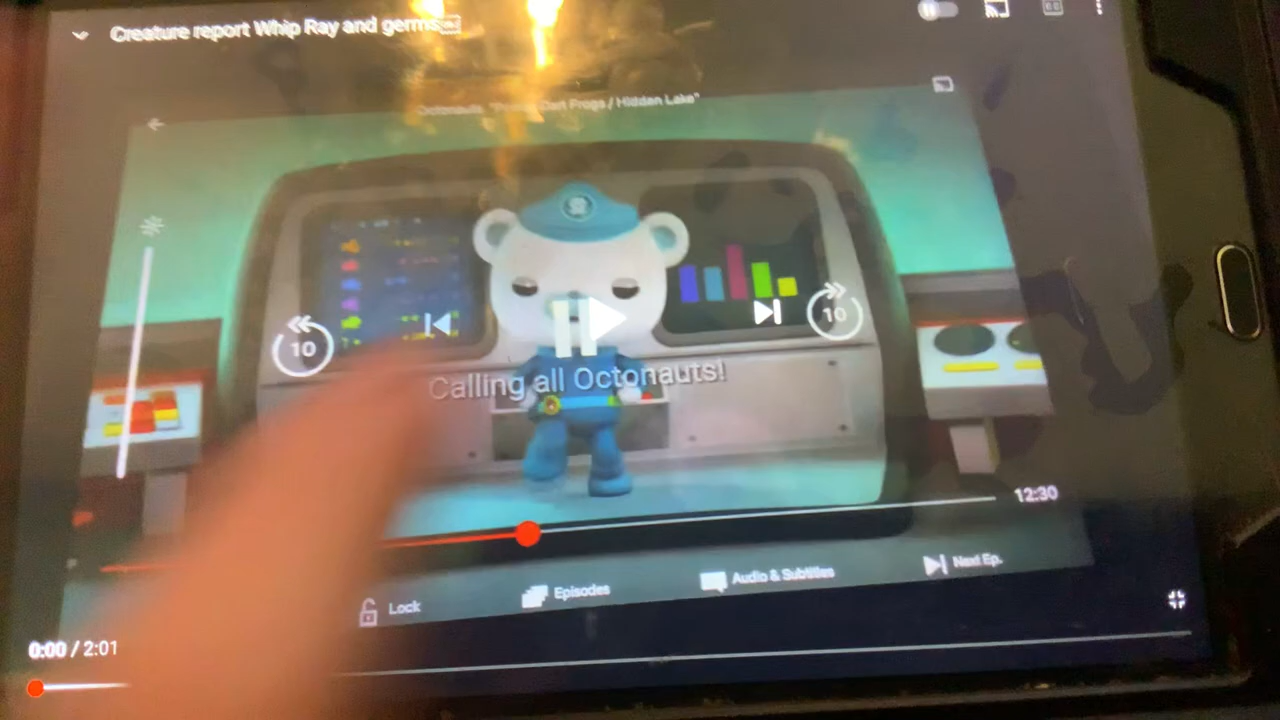 Creature report Whip Ray and germs
Octonauts: Dart Frogs / Hidden Lake"
10
10
Calling all Octonauts!
12:30
Lock
Episodes
Audio & Subtitles
Next Ep.
0:00 / 2:01